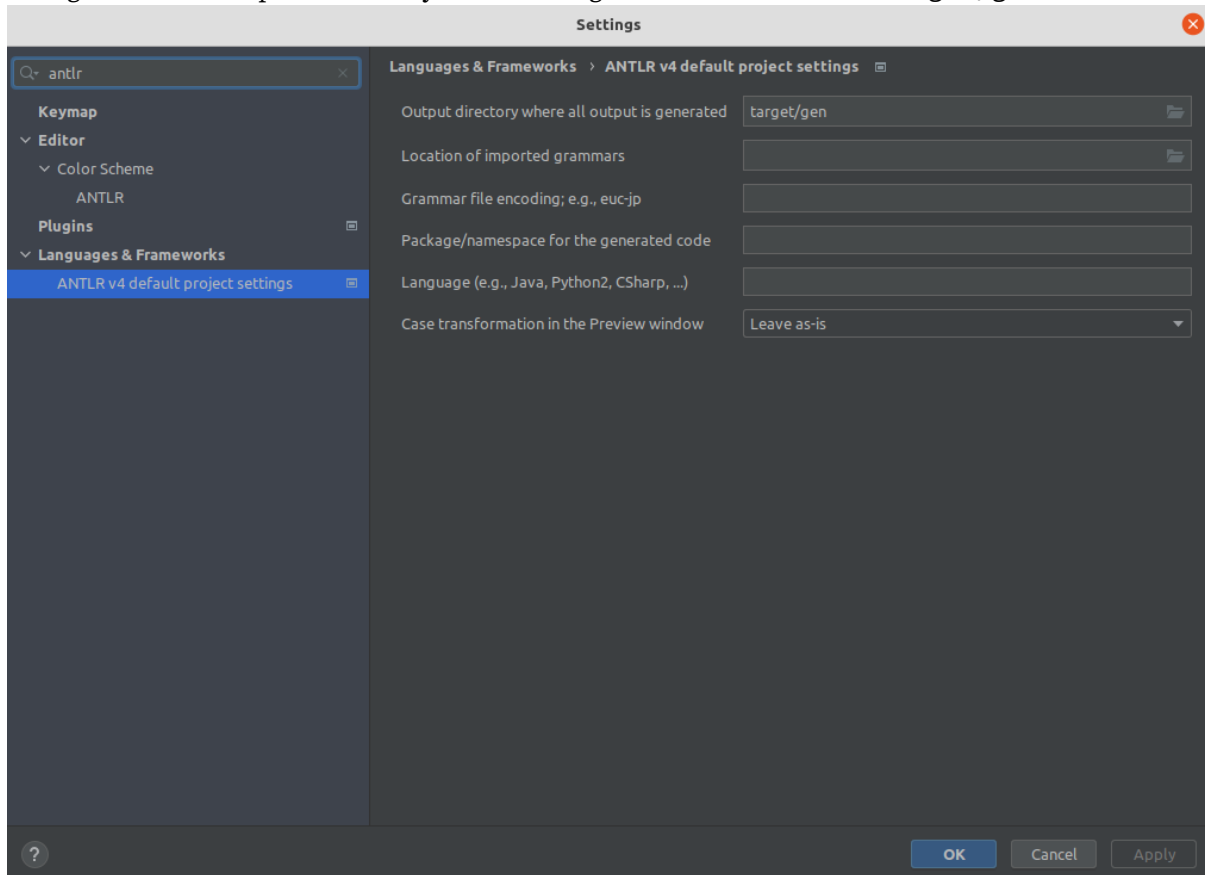 Settings
antlr
Keymap
Editor
Color Scheme
ANTLR
Plugins
Languages & Frameworks
ANTLR v4 default project settings
Languages & Frameworks › ANTLR v4 default project settings
Output directory where all output is generated target/gen
Location of imported grammars
Grammar file encoding; e.g., euc-jp
Package/namespace for the generated code
Language (e.g., Java, Python2, CSharp, ...)
Case transformation in the Preview window Leave as-is
? OK Cancel Apply